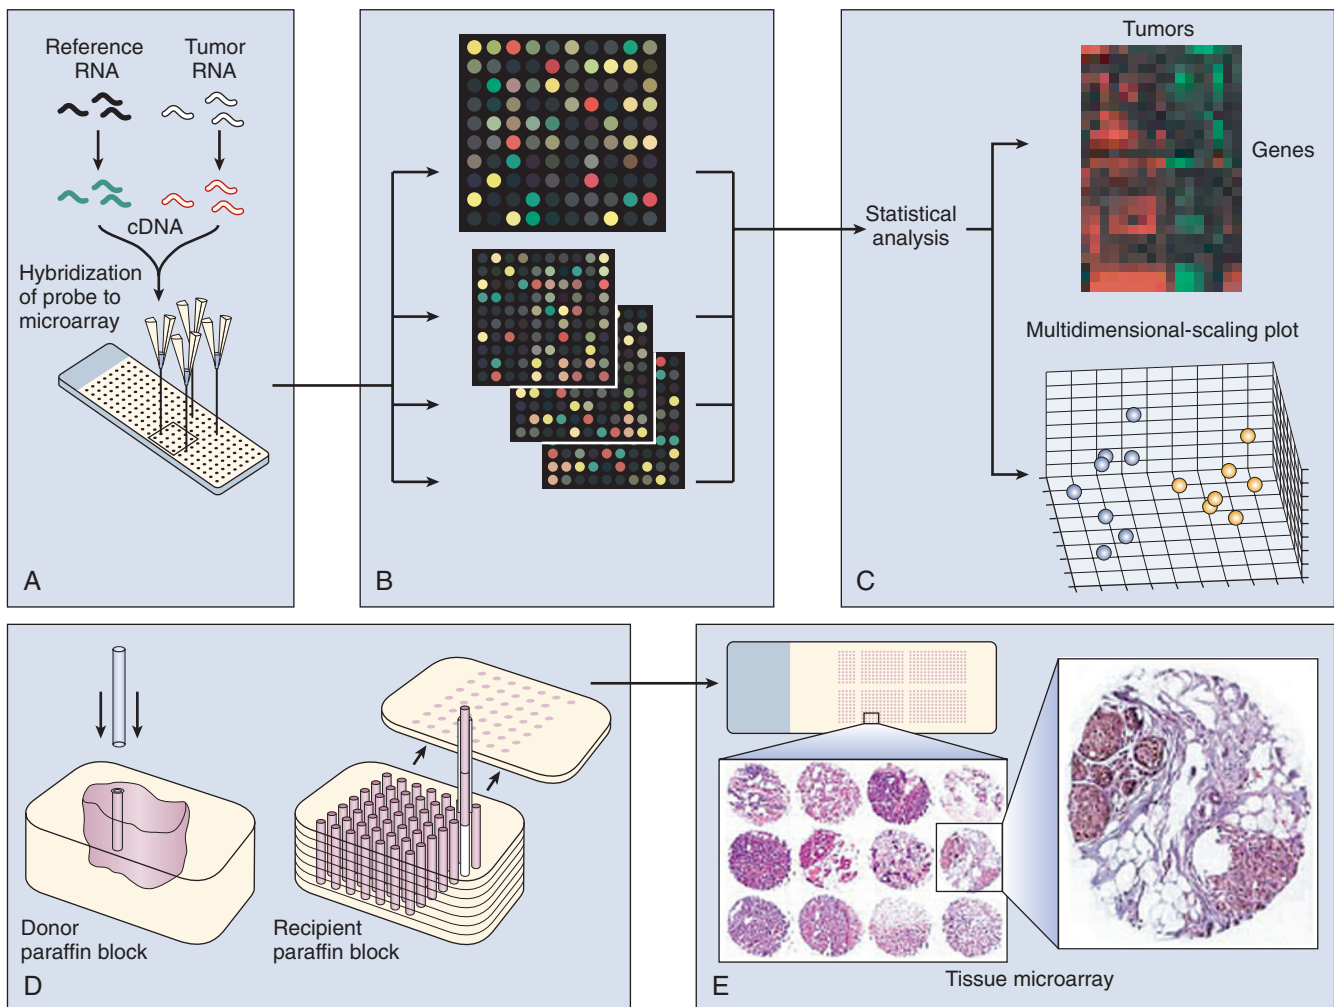 Reference
RNA
Tumor
RNA
cDNA
Hybridization
of probe to
microarray
A
B
Statistical
analysis
Tumors
Genes
Multidimensional-scaling plot
C
Donor
paraffin block
Recipient
paraffin block
D
Tissue microarray
E